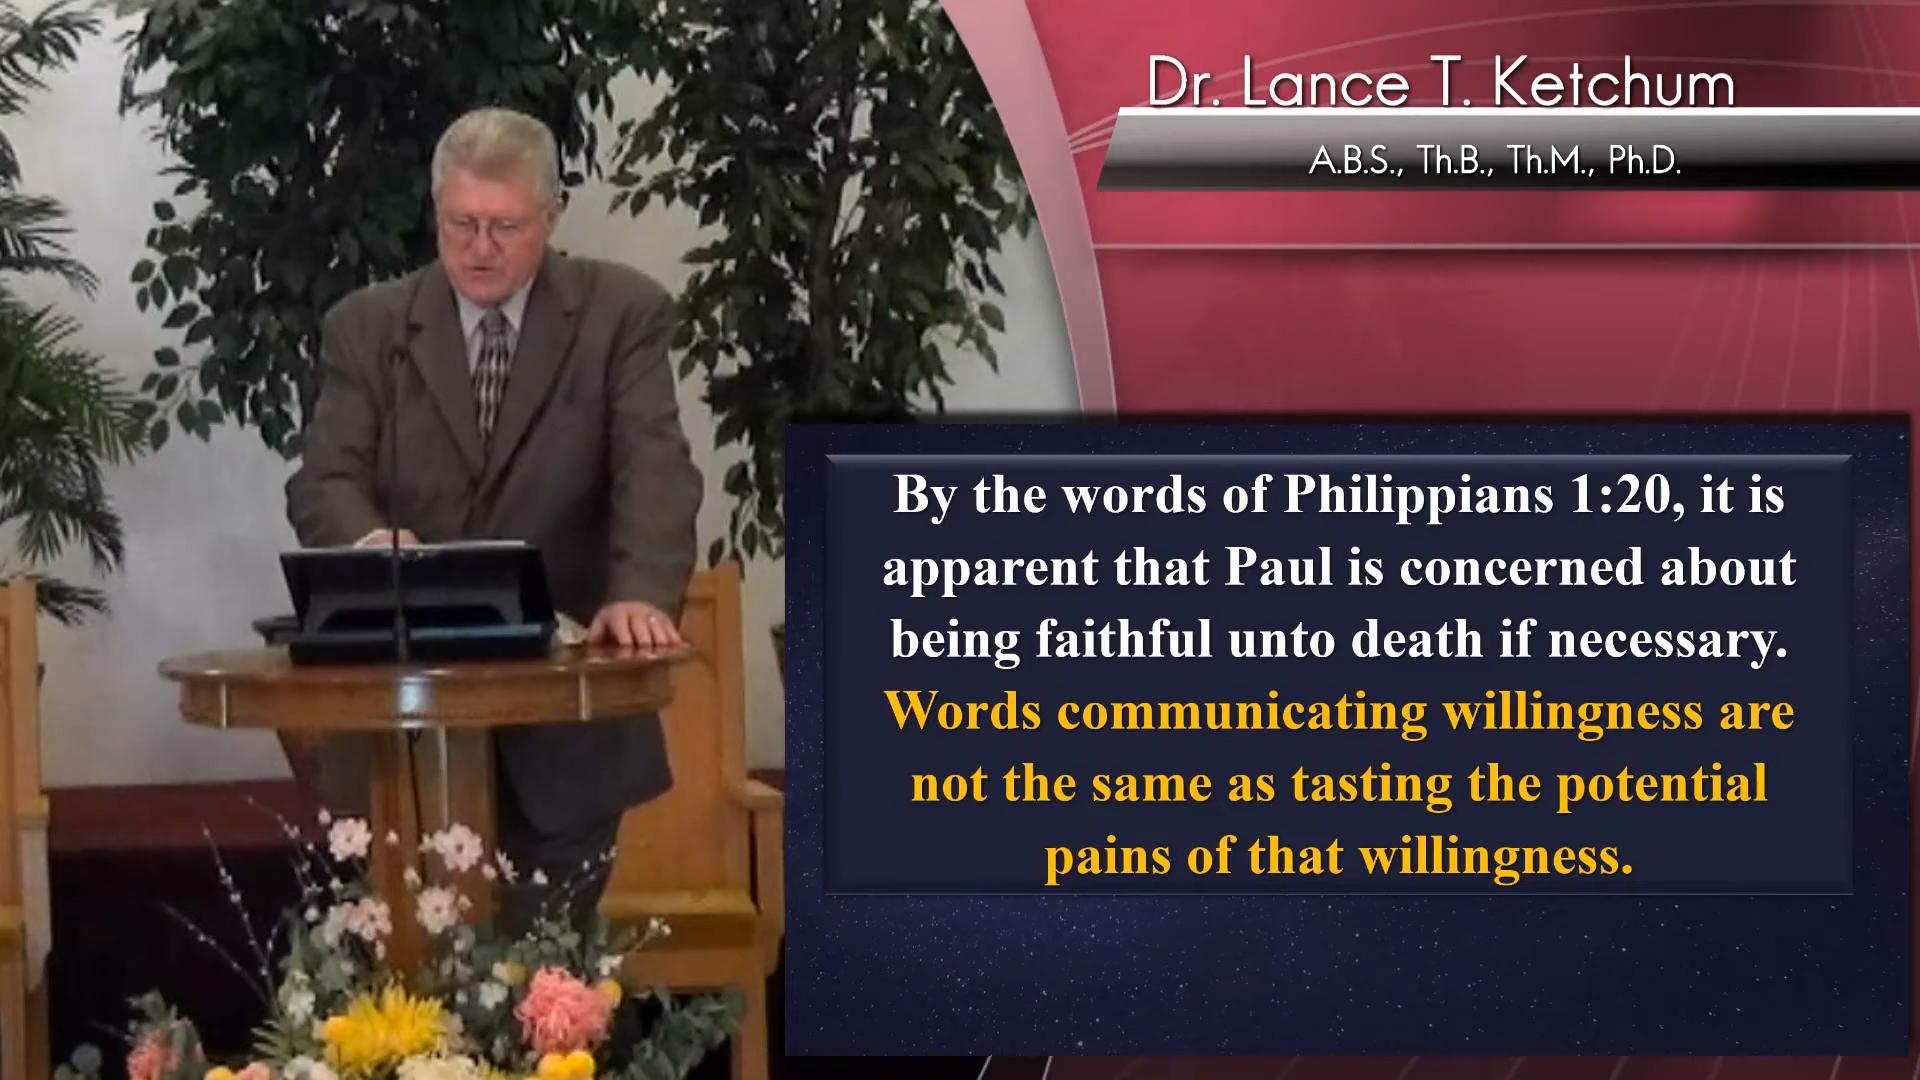 Dr. Lance T. Ketchum
A.B.S., Th.B., Th.M., Ph.D.
By the words of Philippians 1:20, it is
apparent that Paul is concerned about
being faithful unto death if necessary.
Words communicating willingness are
not the same as tasting the potential
pains of that willingness.